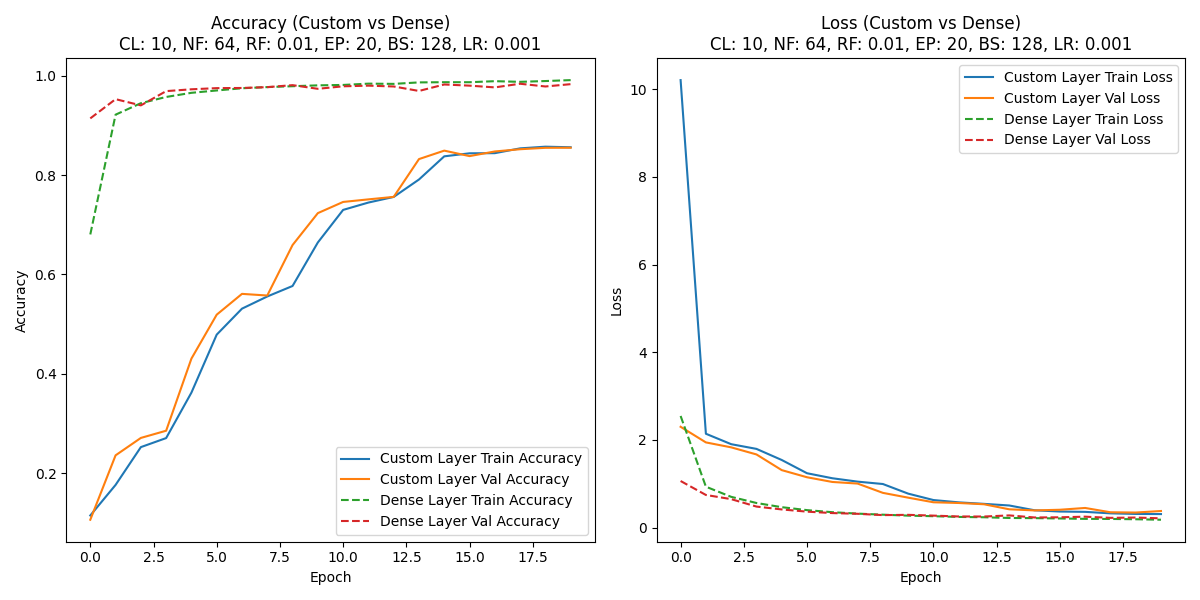 Accuracy (Custom vs Dense)
CL: 10, NF: 64, RF: 0.01, EP: 20, BS: 128, LR: 0.001
1.0
0.8
0.6
0.4
0.2
Accuracy
Custom Layer Train Accuracy
Custom Layer Val Accuracy
Dense Layer Train Accuracy
Dense Layer Val Accuracy
0.0 2.5 5.0 7.5 10.0 12.5 15.0 17.5
Epoch
Loss (Custom vs Dense)
CL: 10, NF: 64, RF: 0.01, EP: 20, BS: 128, LR: 0.001
Custom Layer Train Loss
Custom Layer Val Loss
Dense Layer Train Loss
Dense Layer Val Loss
10
8
6
4
2
0
Loss
0.0 2.5 5.0 7.5 10.0 12.5 15.0 17.5
Epoch